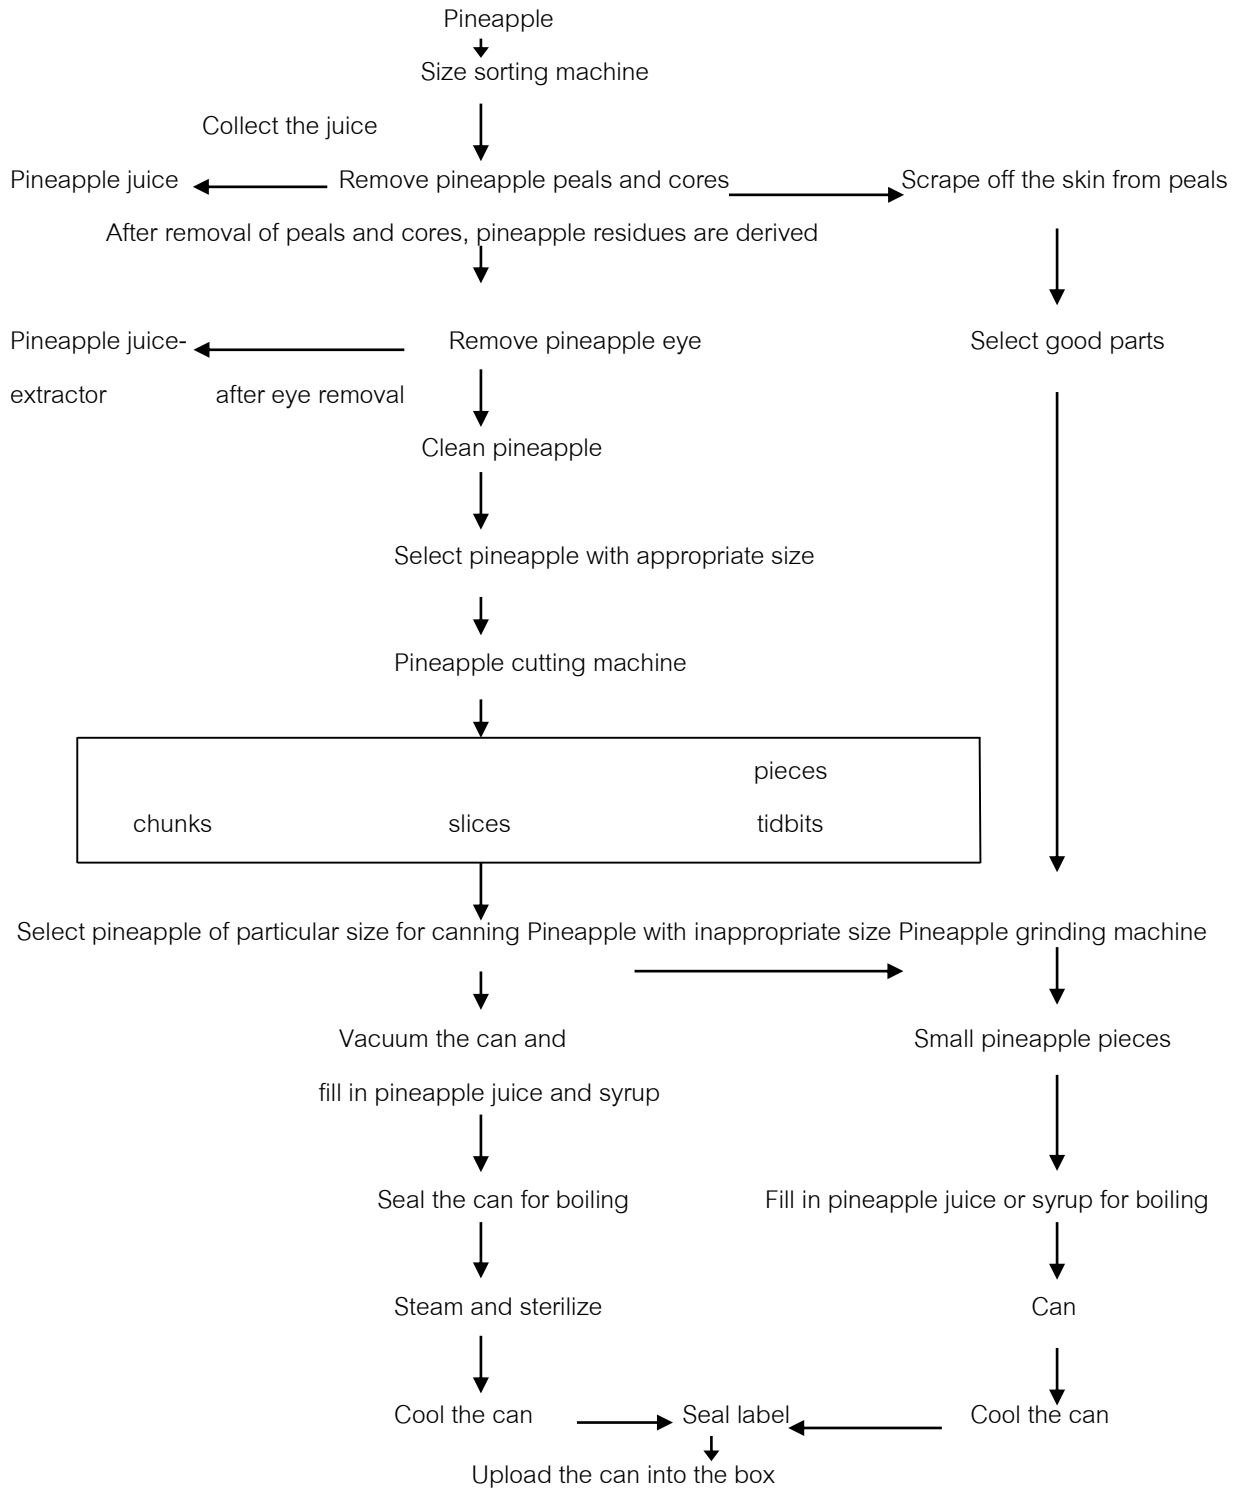 Pineapple
Size sorting machine
Collect the juice
Pineapple juice Remove pineapple peals and cores Scrape off the skin from peals
After removal of peals and cores, pineapple residues are derived
Pineapple juice- Remove pineapple eye Select good parts
extractor after eye removal
Clean pineapple
Select pineapple with appropriate size
Pineapple cutting machine
pieces
chunks slices tidbits
Select pineapple of particular size for canning Pineapple with inappropriate size Pineapple grinding machine
Vacuum the can and Small pineapple pieces
fill in pineapple juice and syrup
Seal the can for boiling Fill in pineapple juice or syrup for boiling
Steam and sterilize Can
Cool the can Seal label Cool the can
Upload the can into the box